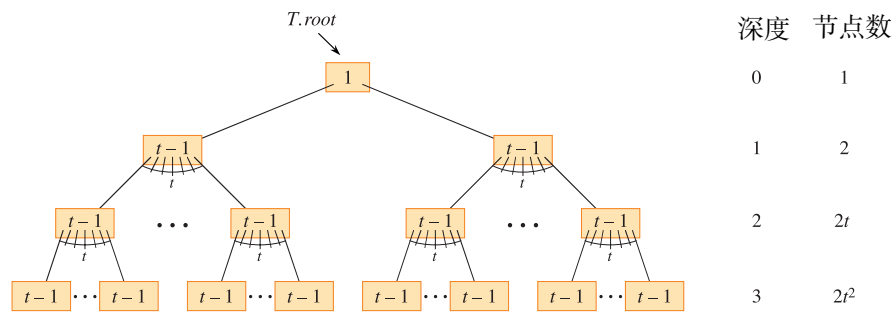 T.root 深度 节点数
1 0 1
t – 1 t – 1 1 2
t t
t – 1 ... t – 1 t – 1 ... t – 1 2 2t
t t t t
t – 1 ... t – 1 t – 1 ... t – 1 t – 1 ... t – 1 t – 1 ... t – 1 3 2t²